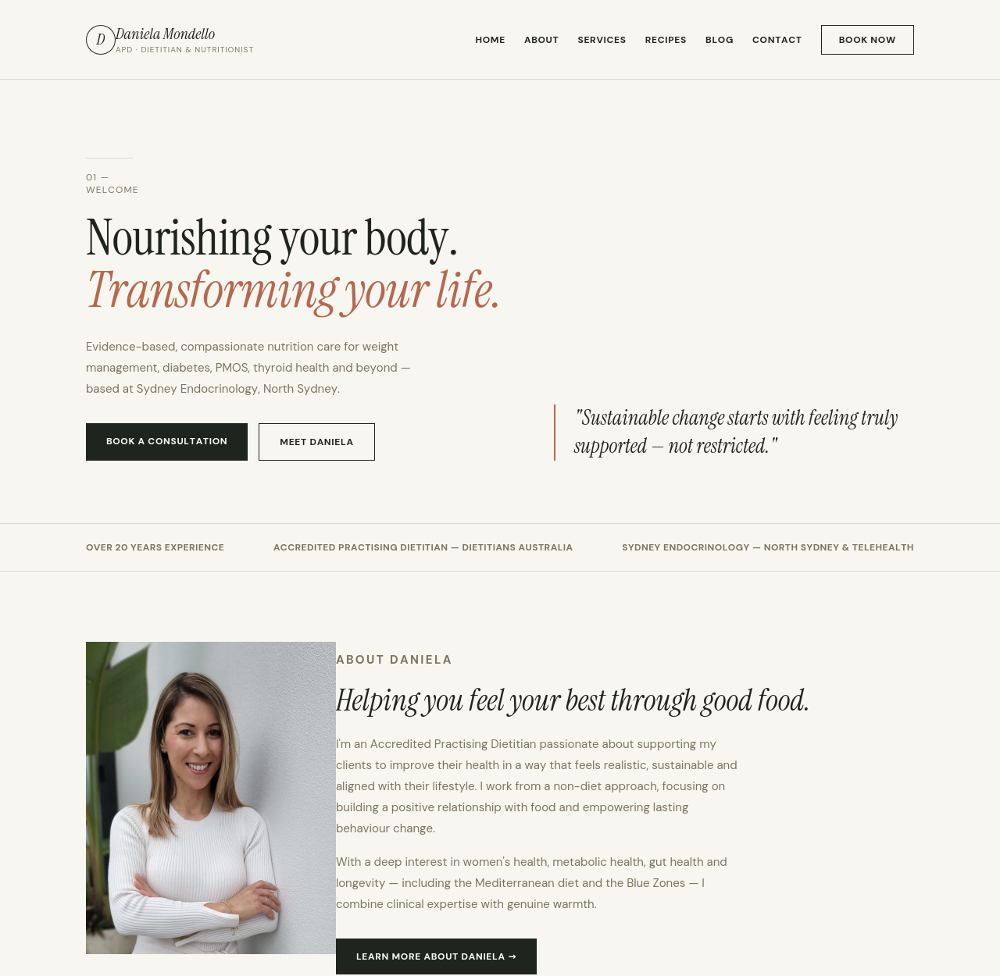 D
Daniela Mondello
APD · DIETITIAN & NUTRITIONIST
HOME
ABOUT
SERVICES
RECIPES
BLOG
CONTACT
BOOK NOW
01 —
WELCOME
Nourishing your body.
Transforming your life.
Evidence-based, compassionate nutrition care for weight
management, diabetes, PMOS, thyroid health and beyond —
based at Sydney Endocrinology, North Sydney.
BOOK A CONSULTATION
MEET DANIELA
"Sustainable change starts with feeling truly
supported — not restricted."
OVER 20 YEARS EXPERIENCE
ACCREDITED PRACTISING DIETITIAN — DIETITIANS AUSTRALIA
SYDNEY ENDOCRINOLOGY — NORTH SYDNEY & TELEHEALTH
ABOUT DANIELA
Helping you feel your best through good food.
I'm an Accredited Practising Dietitian passionate about supporting my
clients to improve their health in a way that feels realistic, sustainable and
aligned with their lifestyle. I work from a non-diet approach, focusing on
building a positive relationship with food and empowering lasting
behaviour change.
With a deep interest in women's health, metabolic health, gut health and
longevity — including the Mediterranean diet and the Blue Zones — I
combine clinical expertise with genuine warmth.
LEARN MORE ABOUT DANIELA →